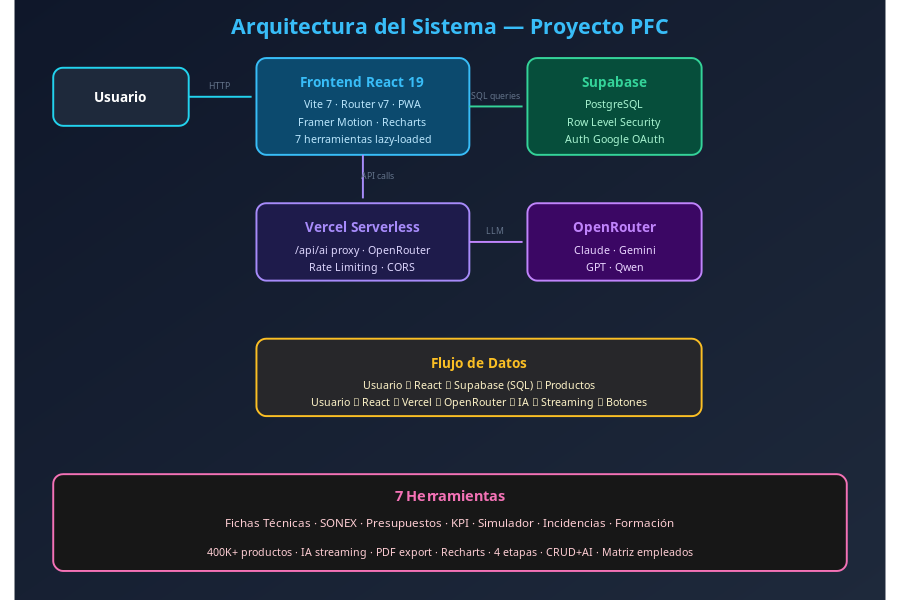 Arquitectura del Sistema — Proyecto PFC
Usuario
HTTP
Frontend React 19
Vite 7 · Router v7 · PWA
Framer Motion · Recharts
7 herramientas lazy-loaded
SQL queries
Supabase
PostgreSQL
Row Level Security
Auth Google OAuth
API calls
Vercel Serverless
/api/ai proxy · OpenRouter
Rate Limiting · CORS
LLM
OpenRouter
Claude · Gemini
GPT · Qwen
Flujo de Datos
Usuario ▯ React ▯ Supabase (SQL) ▯ Productos
Usuario ▯ React ▯ Vercel ▯ OpenRouter ▯ IA ▯ Streaming ▯ Botones
7 Herramientas
Fichas Técnicas · SONEX · Presupuestos · KPI · Simulador · Incidencias · Formación
400K+ productos · IA streaming · PDF export · Recharts · 4 etapas · CRUD+AI · Matriz empleados